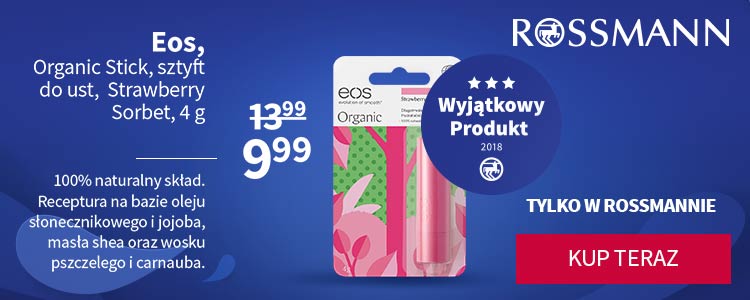 Eos,
Organic Stick, sztyft
do ust, Strawberry
Sorbet, 4 g
100% naturalny skład.
Receptura na bazie oleju
słonecznikowego i jojoba,
masła shea oraz wosku
pszczelego i carnauba.
13 99
9 99
eos
evolution of smooth
Organic
Strawberry
★★★
Wyjątkowy
Produkt
2018
ROSSMANN
TYLKO W ROSSMANNIE
KUP TERAZ